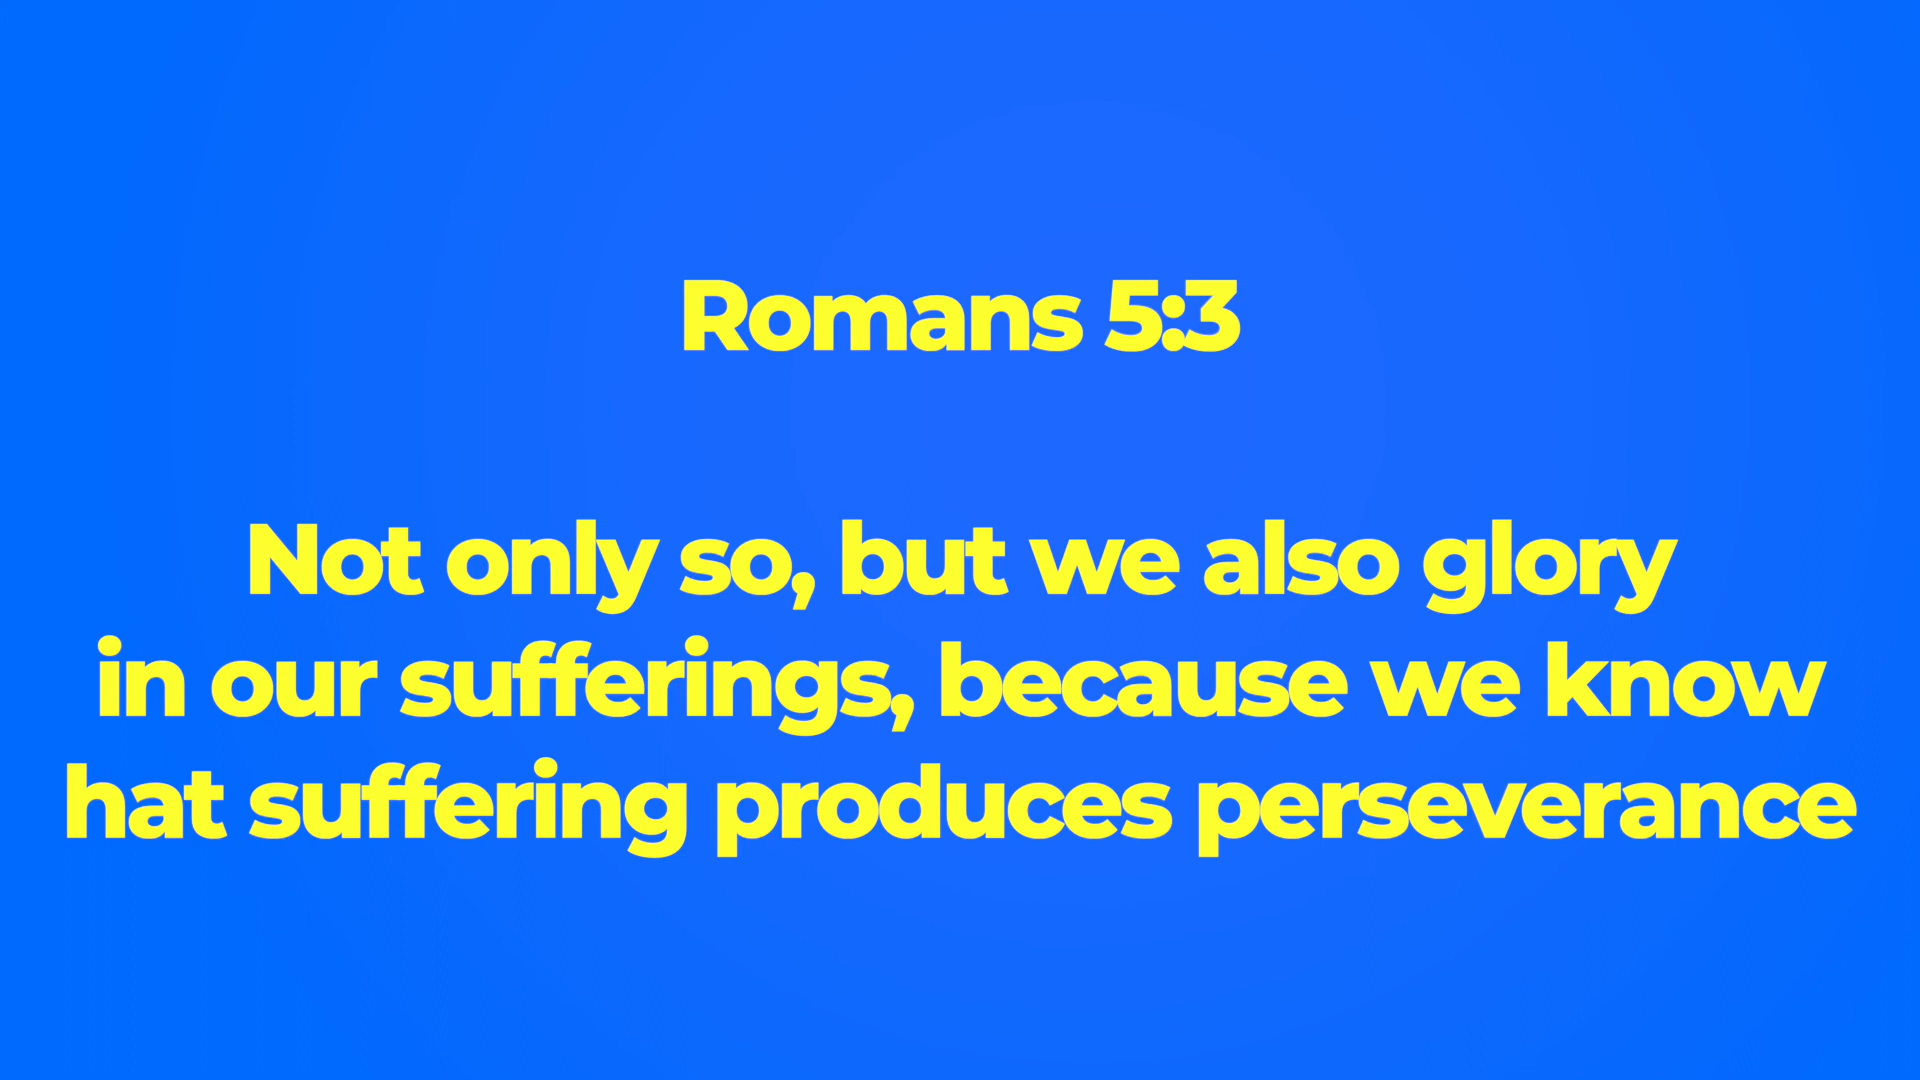 Romans 5:3
Not only so, but we also glory
in our sufferings, because we know
hat suffering produces perseverance